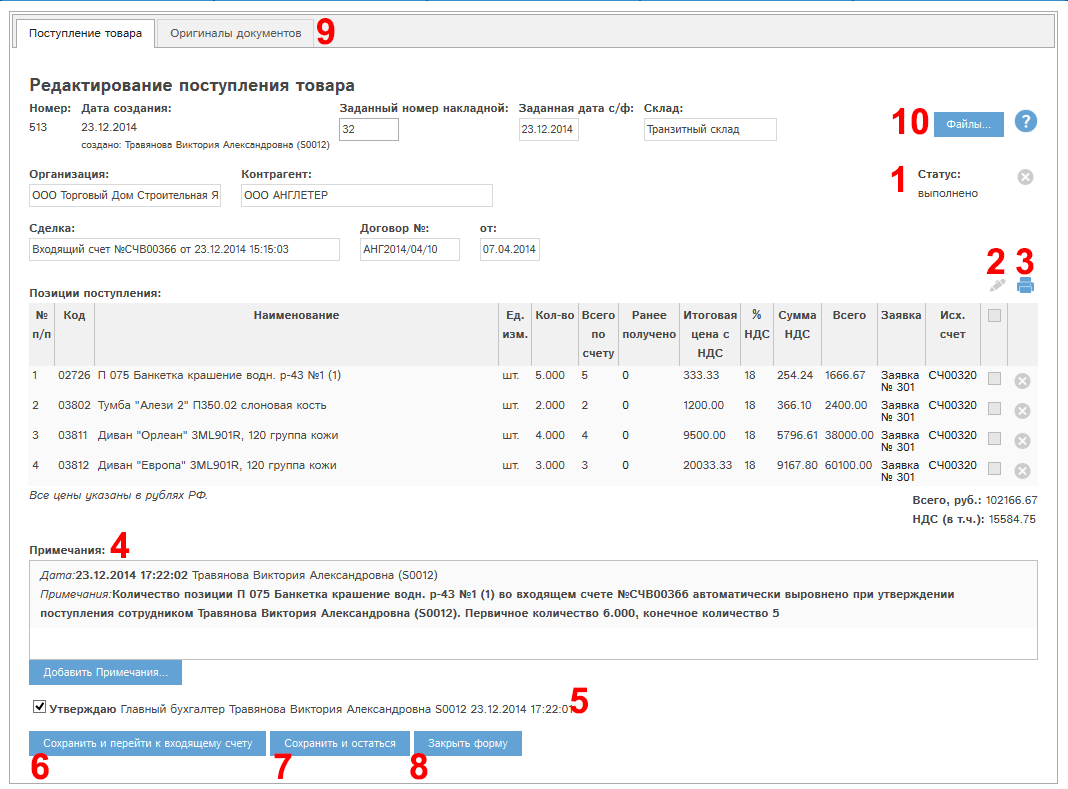 Поступление товара Оригиналы документов 9
Редактирование поступления товара
Номер: Дата создания: Заданный номер накладной: Заданная дата с/ф: Склад:
513 23.12.2014 32 23.12.2014 Транзитный склад 10 Файлы... ?
создано: Травянова Виктория Александровна (S0012)
Организация: Контрагент: 1 Статус:
ООО Торговый Дом Строительная Я ООО АНГЛЕТЕР выполнено
Сделка: Договор №: от:
Входящий счет №СЧВ00366 от 23.12.2014 15:15:03 АНГ2014/04/10 07.04.2014
2 3
Позиции поступления:
№ Код Наименование Ед. Кол-во Всего Ранее Итоговая % Сумма Всего Заявка Исх.
п/п изм. по получено цена с НДС НДС счет
счету НДС
1 02726 П 075 Банкетка крашение водн. р-43 №1 (1) шт. 5.000 5 0 333.33 18 254.24 1666.67 Заявка СЧ00320
№ 301
2 03802 Тумба "Алези 2" П350.02 слоновая кость шт. 2.000 2 0 1200.00 18 366.10 2400.00 Заявка СЧ00320
№ 301
3 03811 Диван "Орлеан" 3ML901R, 120 группа кожи шт. 4.000 4 0 9500.00 18 5796.61 38000.00 Заявка СЧ00320
№ 301
4 03812 Диван "Европа" 3ML901R, 120 группа кожи шт. 3.000 3 0 20033.33 18 9167.80 60100.00 Заявка СЧ00320
№ 301
Все цены указаны в рублях РФ.
Всего, руб.: 102166.67
НДС (в т.ч.): 15584.75
Примечания: 4
Дата:23.12.2014 17:22:02 Травянова Виктория Александровна (S0012)
Примечания:Количество позиции П 075 Банкетка крашение водн. р-43 №1 (1) во входящем счете №СЧВ00366 автоматически выровнено при утверждении
поступления сотрудником Травянова Виктория Александровна (S0012). Первичное количество 6.000, конечное количество 5
Добавить Примечания...
Утверждаю Главный бухгалтер Травянова Виктория Александровна S0012 23.12.2014 17:22:01 5
Сохранить и перейти к входящему счету Сохранить и остаться Закрыть форму
6 7 8